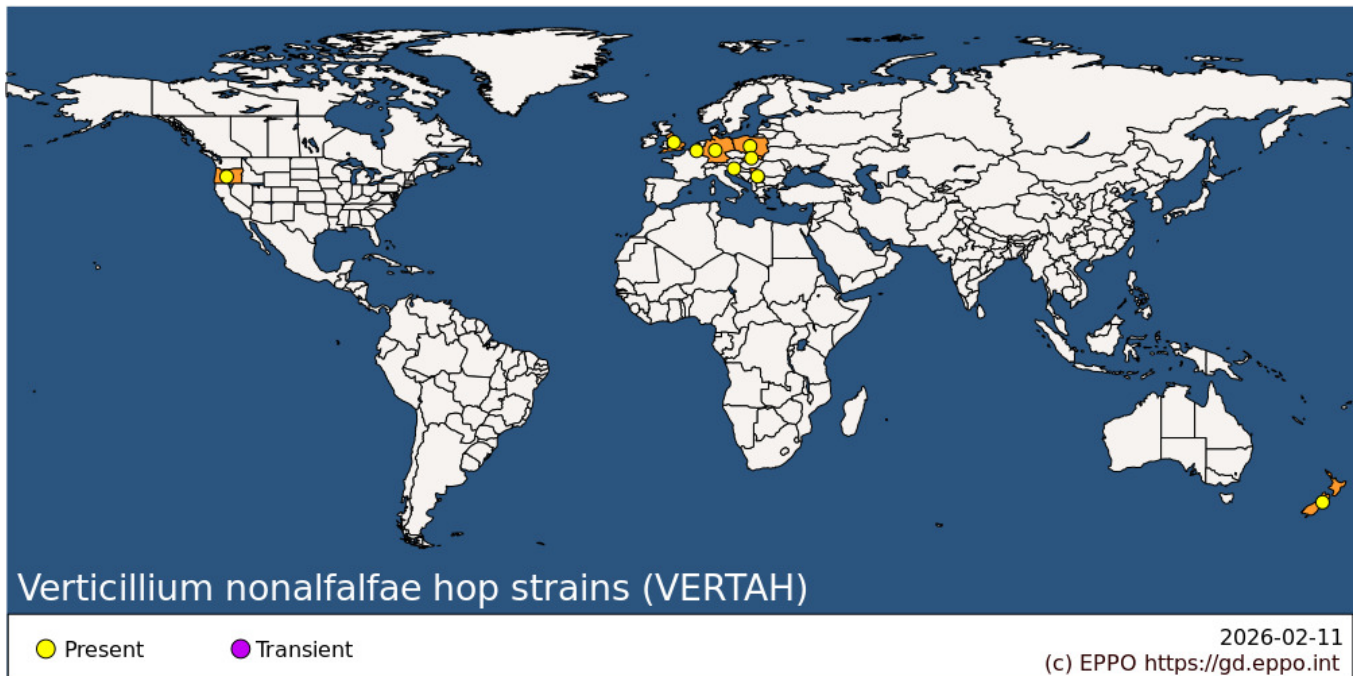 Verticillium nonalfalfae hop strains (VERTAH)
Present
Transient
2026-02-11
(c) EPPO https://gd.eppo.int